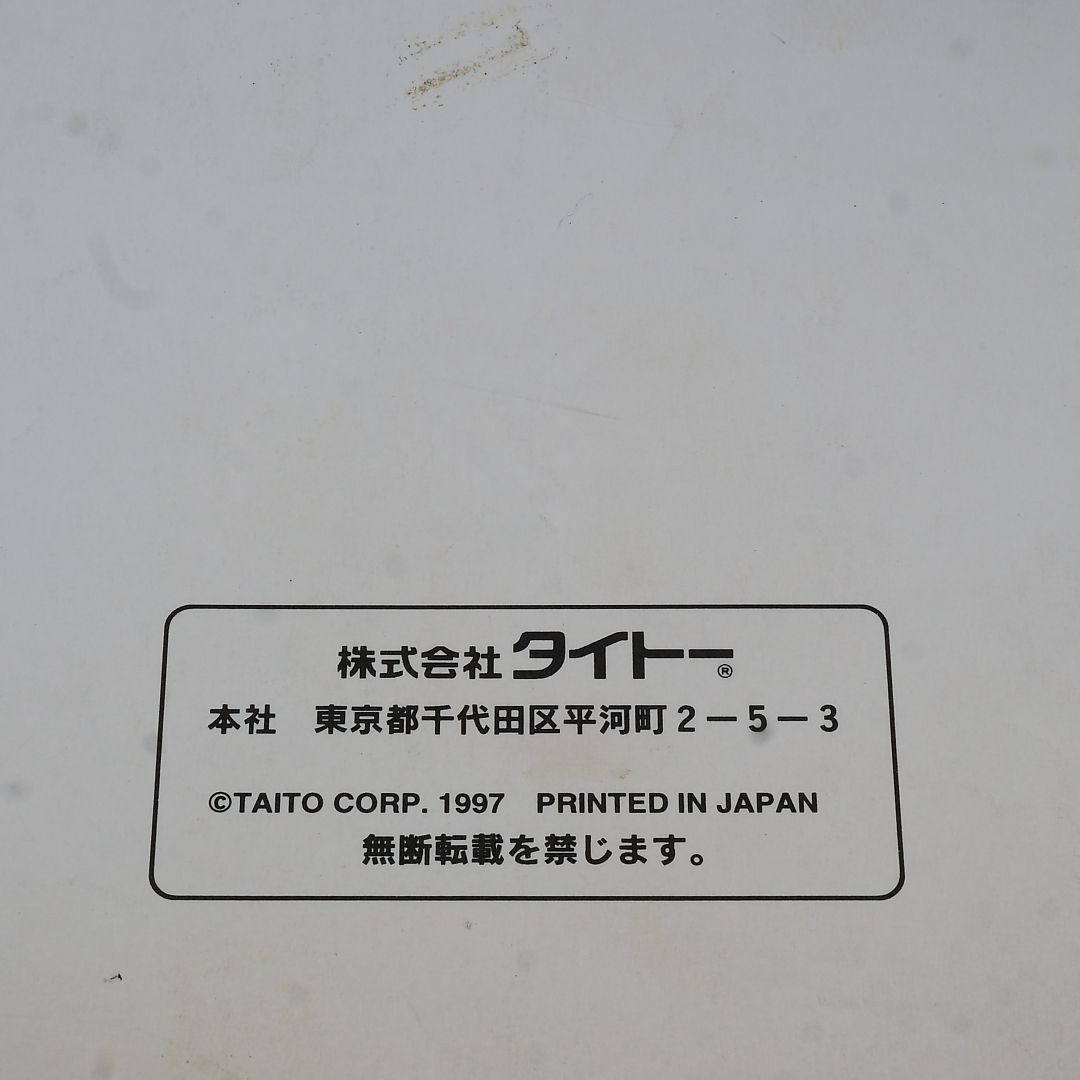 株式会社 タイトー®
本社　東京都千代田区平河町２－５－３
©TAITO CORP. 1997　PRINTED IN JAPAN
無断転載を禁じます。